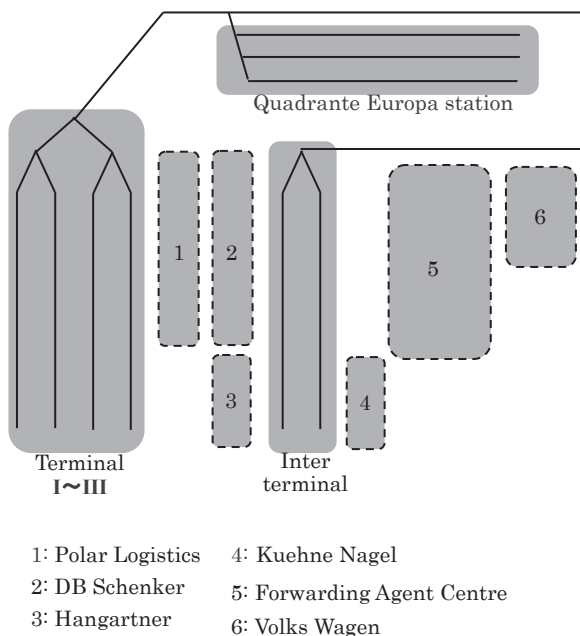 Quadrante Europa station
6
1
2
5
3
4
Terminal
I〜III
Inter
terminal
1: Polar Logistics
2: DB Schenker
3: Hangartner
4: Kuehne Nagel
5: Forwarding Agent Centre
6: Volks Wagen